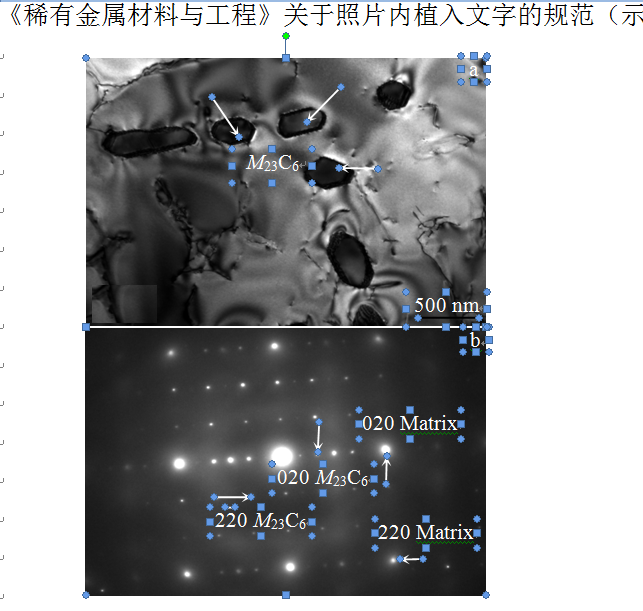 《稀有金属材料与工程》关于照片内植入文字的规范（示
a
M23C6
500 nm
b
020 Matrix
020 M23C6
220 M23C6
220 Matrix